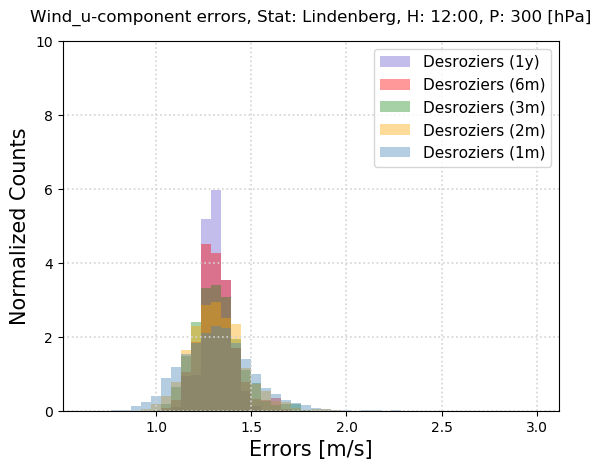 Wind_u-component errors, Stat: Lindenberg, H: 12:00, P: 300 [hPa]
10
8
6
4
2
0
Normalized Counts
Desroziers (1y)
Desroziers (6m)
Desroziers (3m)
Desroziers (2m)
Desroziers (1m)
1.0 1.5 2.0 2.5 3.0
Errors [m/s]